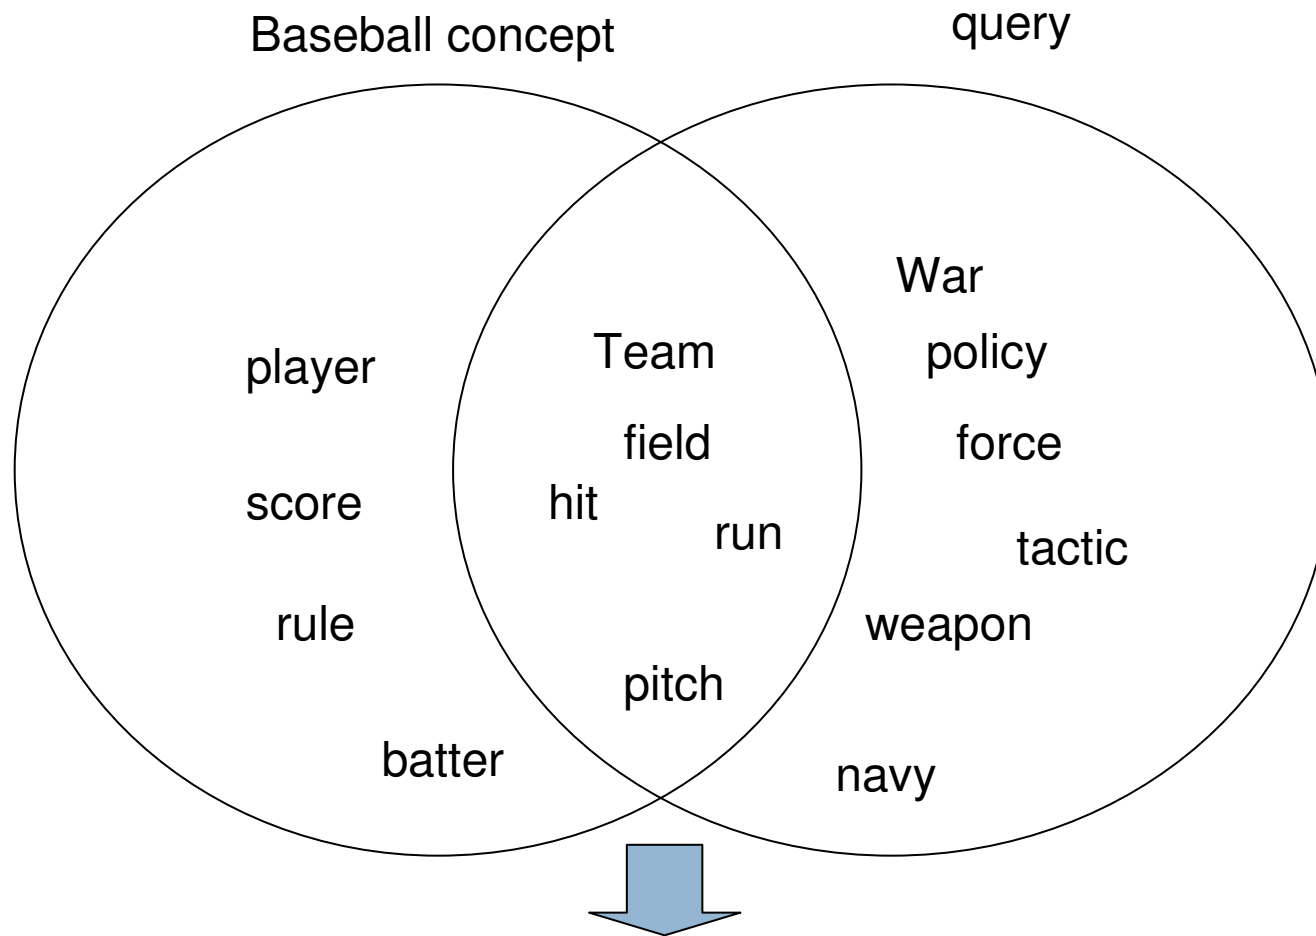 Baseball concept
query
War
Team
policy
player
field
force
hit
score
run
tactic
rule
weapon
pitch
batter
navy